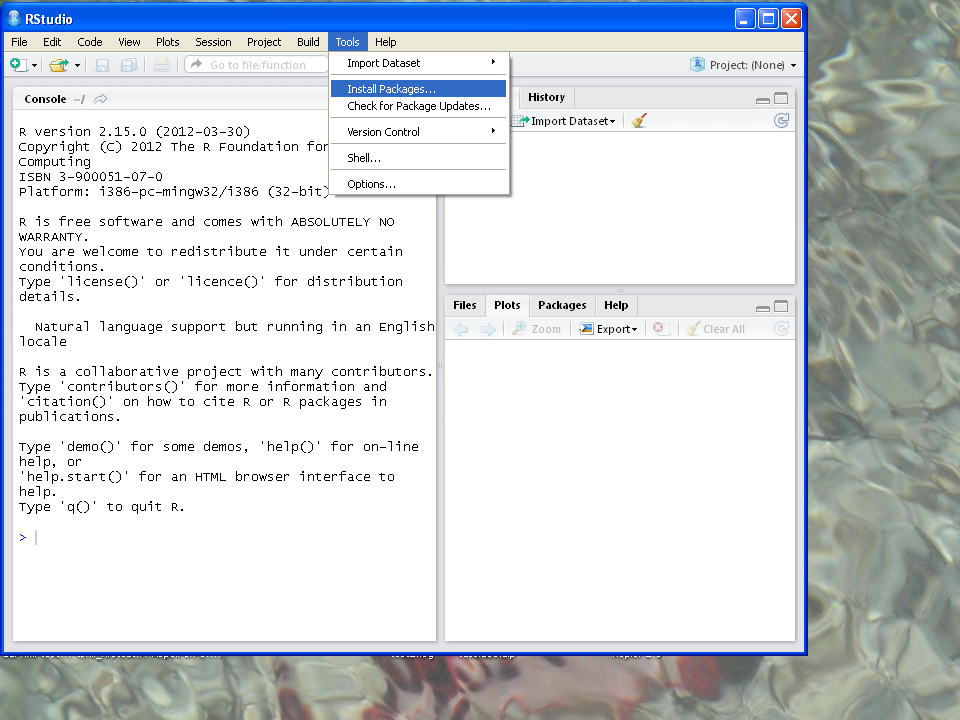 RStudio
File Edit Code View Plots Session Project Build Tools Help
Go to file/function
Project: (None)
Import Dataset
Install Packages...
Check for Package Updates...
Version Control
Shell...
Options...
Console ~/
R version 2.15.0 (2012-03-30)
Copyright (C) 2012 The R Foundation for
Computing
ISBN 3-900051-07-0
Platform: i386-pc-mingw32/i386 (32-bit)
R is free software and comes with ABSOLUTELY NO
WARRANTY.
You are welcome to redistribute it under certain
conditions.
Type 'license()' or 'licence()' for distribution
details.
Natural language support but running in an English
locale
R is a collaborative project with many contributors.
Type 'contributors()' for more information and
'citation()' on how to cite R or R packages in
publications.
Type 'demo()' for some demos, 'help()' for on-line
help, or
'help.start()' for an HTML browser interface to
help.
Type 'q()' to quit R.
>
History
Import Dataset
Files Plots Packages Help
Zoom Export Clear All